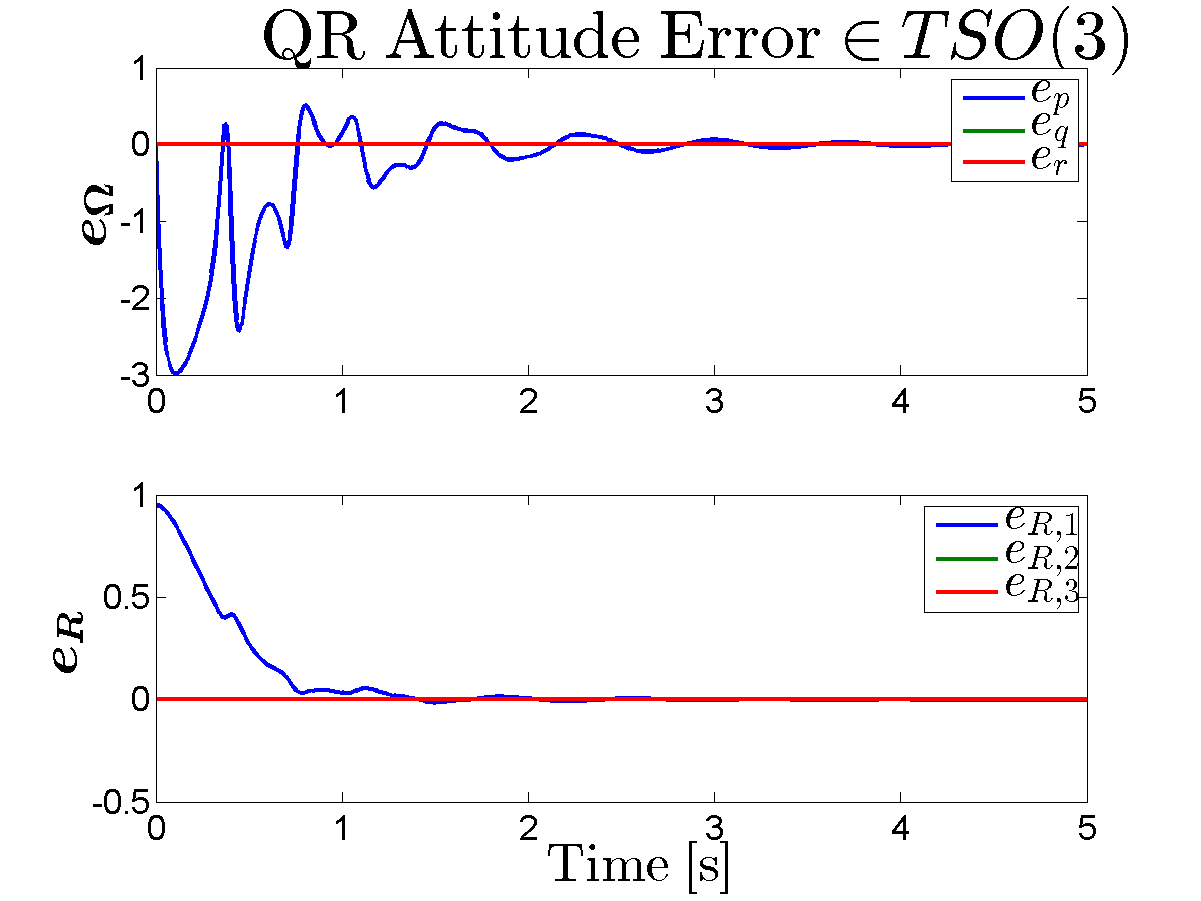 QR Attitude Error ∈ TSO(3)
1
0
-1
-2
-3
e_Ω
e_p
e_q
e_r
0 1 2 3 4 5
1
0.5
0
-0.5
e_R
e_{R,1}
e_{R,2}
e_{R,3}
0 1 2 3 4 5
Time [s]